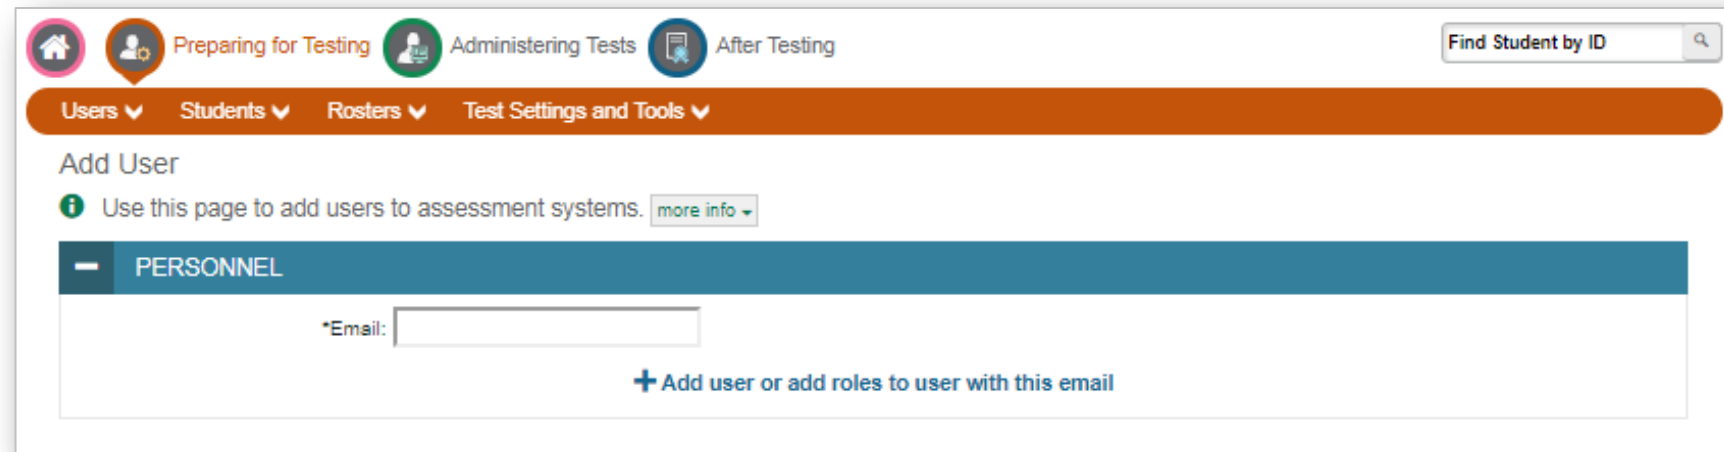 Preparing for Testing Administering Tests After Testing Find Student by ID
Users Students Rosters Test Settings and Tools
Add User
Use this page to add users to assessment systems. more info
PERSONNEL
*Email:
Add user or add roles to user with this email